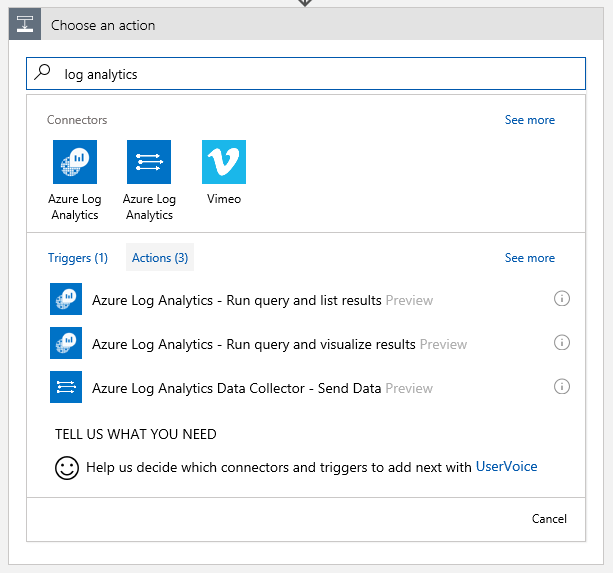 Choose an action
log analytics
Connectors
See more
Azure Log Analytics
Azure Log Analytics
Vimeo
Triggers (1)
Actions (3)
See more
Azure Log Analytics - Run query and list results Preview
Azure Log Analytics - Run query and visualize results Preview
Azure Log Analytics Data Collector - Send Data Preview
TELL US WHAT YOU NEED
Help us decide which connectors and triggers to add next with UserVoice
Cancel